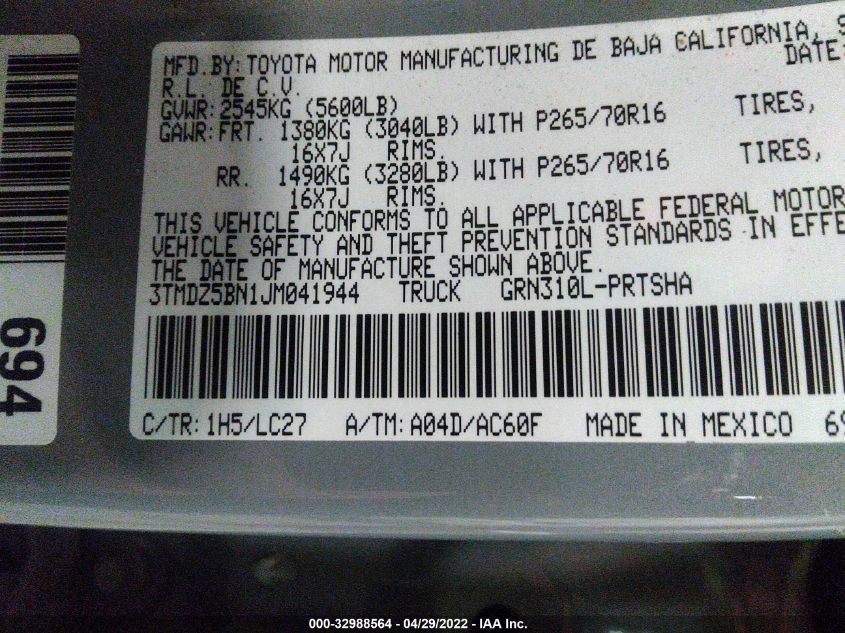 MFD.BY: TOYOTA MOTOR MANUFACTURING DE BAJA CALIFORNIA, S
DATE:
R.L. DE C.V.
GVWR: 2545KG (5600LB)
GAWR: FRT. 1380KG (3040LB) WITH P265/70R16 TIRES,
16X7J RIMS.
RR. 1490KG (3280LB) WITH P265/70R16 TIRES,
16X7J RIMS.
THIS VEHICLE CONFORMS TO ALL APPLICABLE FEDERAL MOTOR
VEHICLE SAFETY AND THEFT PREVENTION STANDARDS IN EFFE
THE DATE OF MANUFACTURE SHOWN ABOVE.
3TMDZ5BN1JM041944 TRUCK GRN310L-PRTSHA
C/TR: 1H5/LC27 A/TM: A04D/AC60F MADE IN MEXICO 69
694
000-32988564 - 04/29/2022 - IAA Inc.